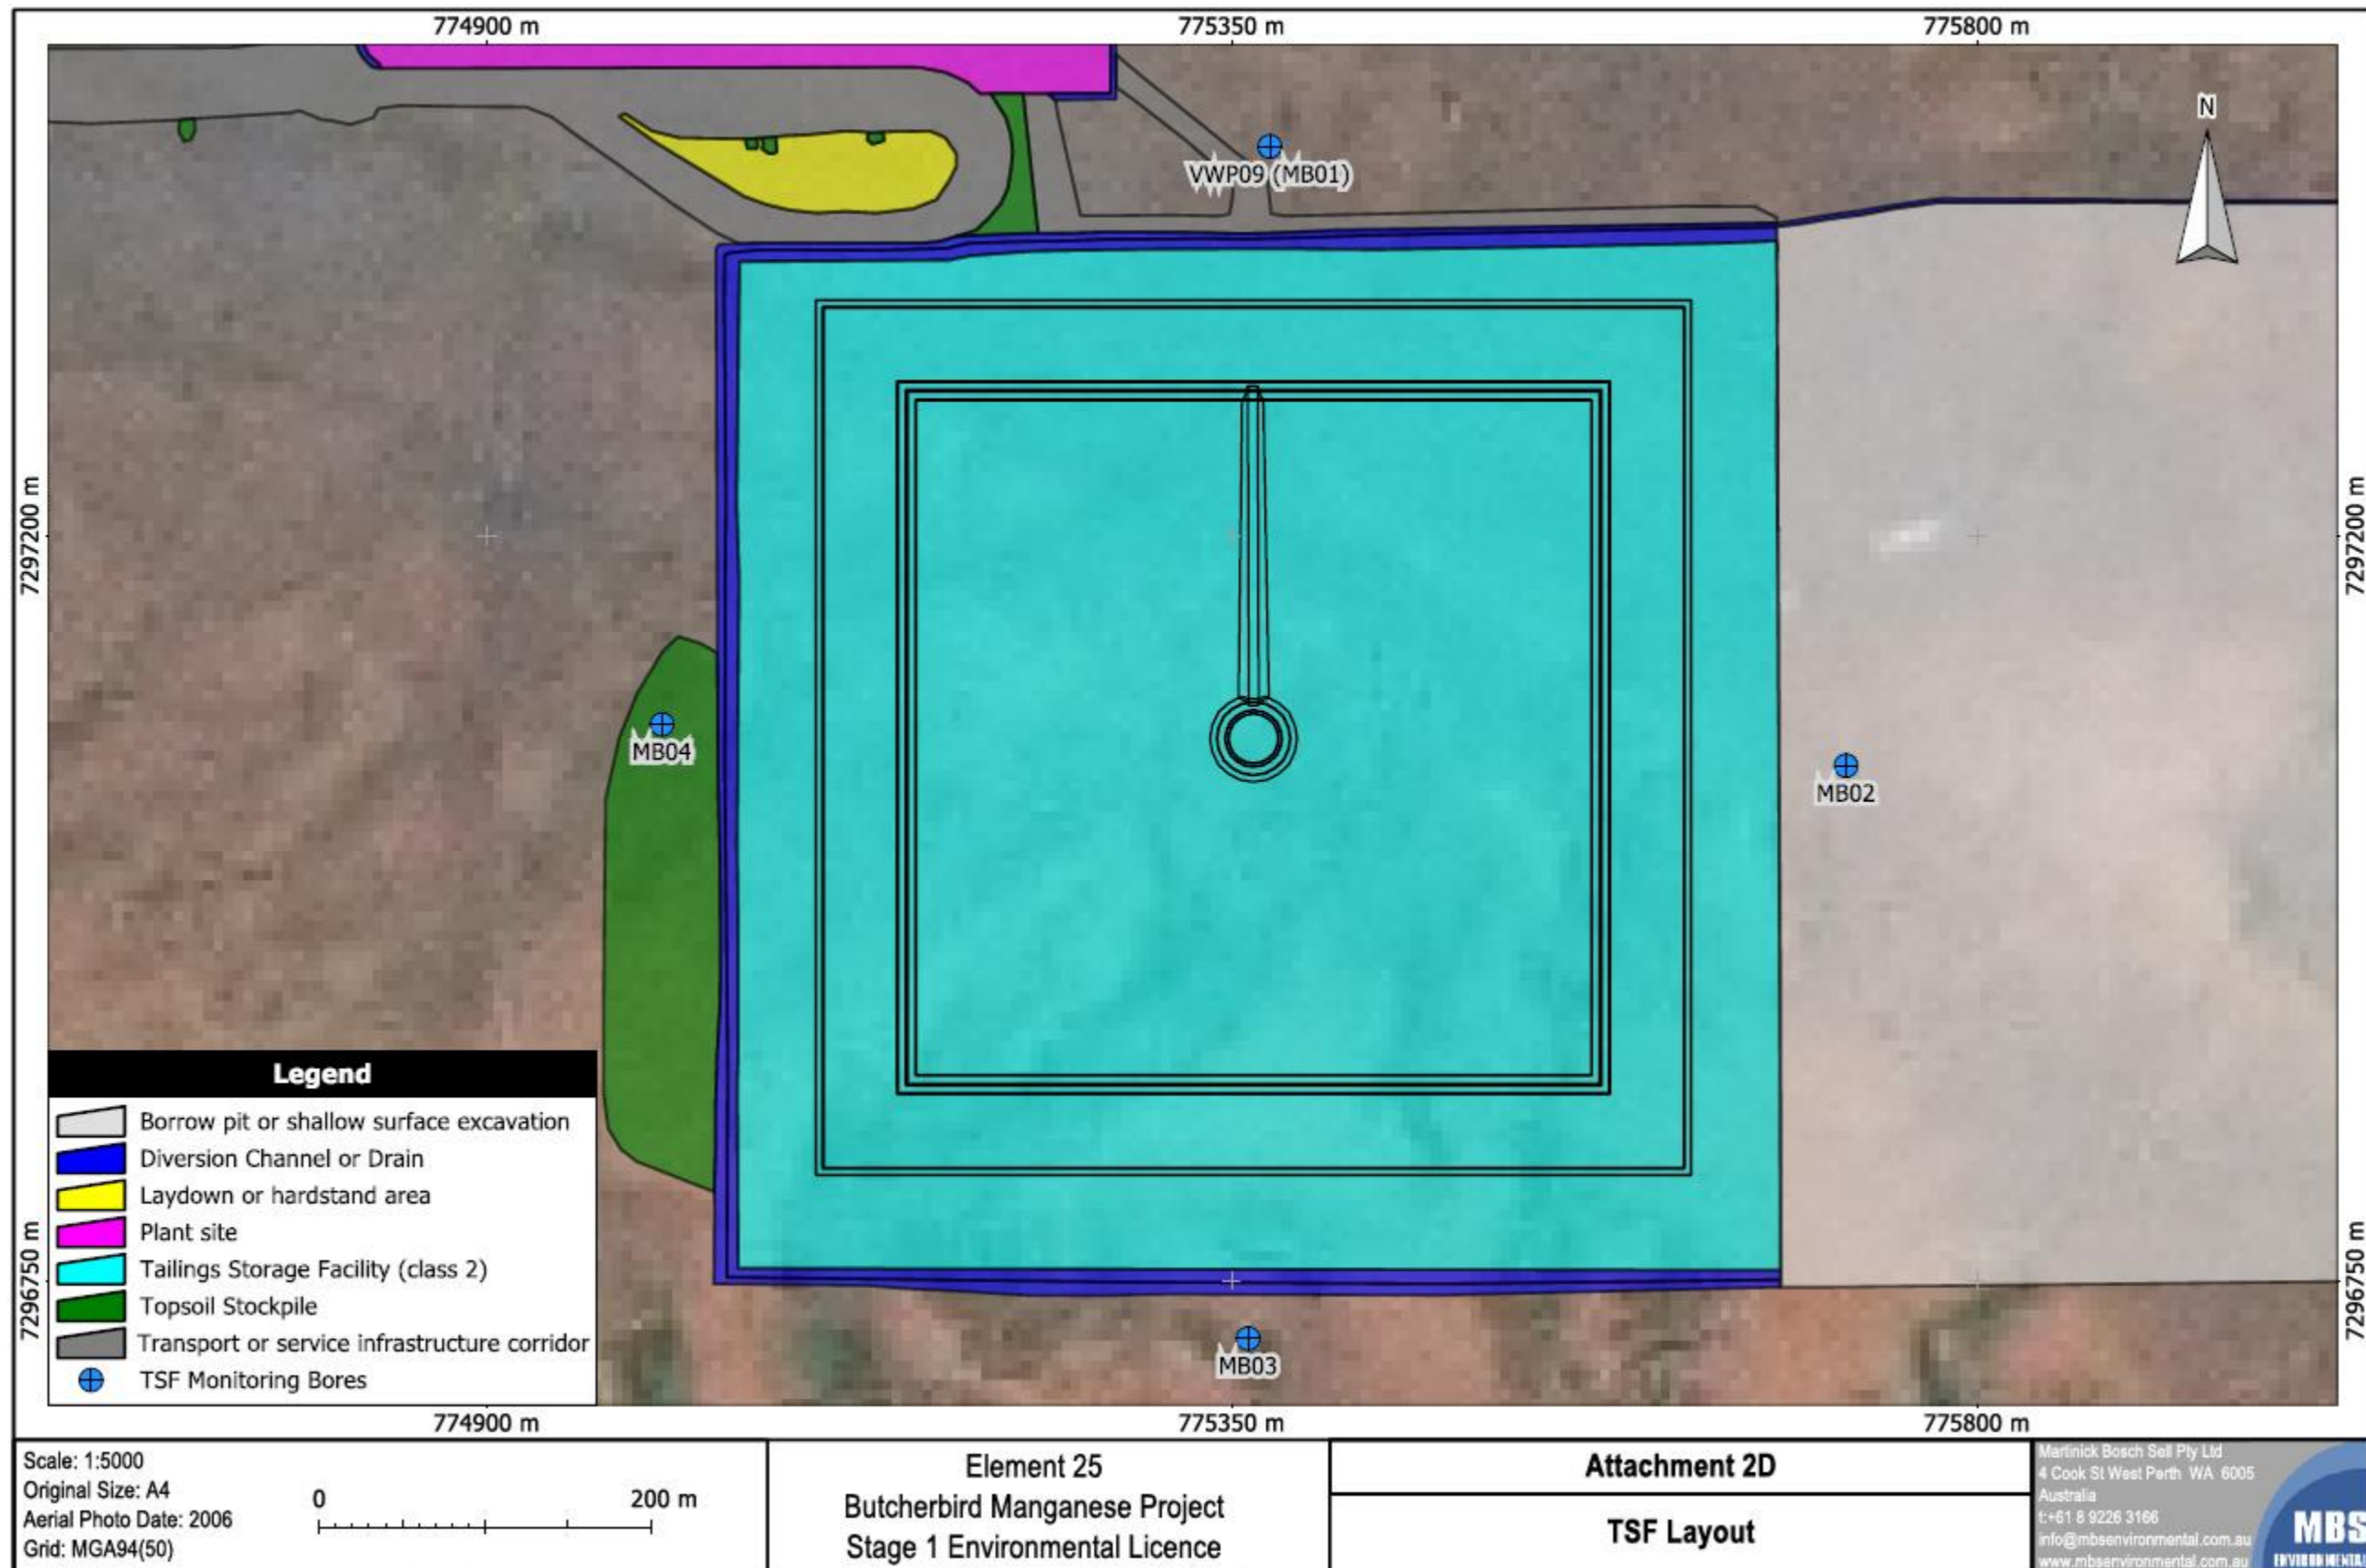 774900 m
775350 m
775800 m
N
VWP09 (MB01)
7297200 m
7297200 m
MB04
MB02
Legend
Borrow pit or shallow surface excavation
Diversion Channel or Drain
Laydown or hardstand area
Plant site
Tailings Storage Facility (class 2)
Topsoil Stockpile
Transport or service infrastructure corridor
TSF Monitoring Bores
7296750 m
7296750 m
MB03
774900 m
775350 m
775800 m
Scale: 1:5000
Original Size: A4
Aerial Photo Date: 2006
Grid: MGA94(50)
0
200 m
Element 25
Butcherbird Manganese Project
Stage 1 Environmental Licence
Attachment 2D
TSF Layout
Martinick Bosch Sell Pty Ltd
4 Cook St West Perth WA 6005
Australia
t:+61 8 9226 3166
info@mbsenvironmental.com.au
www.mbsenvironmental.com.au
MBS